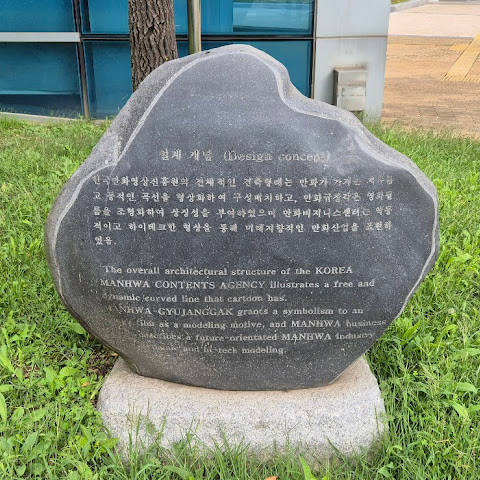 설계 개념 (Design concept)
한국만화영상진흥원의 전체적인 건축형태는 만화가 가지는 자유롭
고 동적인 곡선을 형상화하여 구성배치하고, 만화규장각은 영화필
름을 조형화하여 상징성을 부여하였으며 만화비지니스센터는 역동
적이고 하이테크한 형상을 통해 미래지향적인 만화산업을 표현하
였음.
The overall architectural structure of the KOREA
MANHWA CONTENTS AGENCY illustrates a free and
dynamic curved line that cartoon has.
MANHWA-GYUJANGGAK grants a symbolism to an
film as a modeling motive, and MANHWA business
a future-orientated MANHWA industry
and hi-tech modeling.